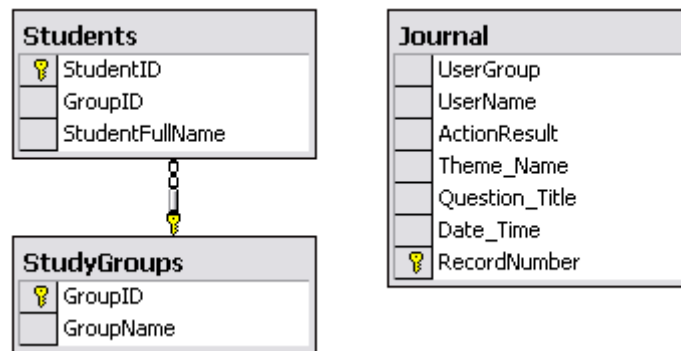 Students
StudentID
GroupID
StudentFullName
StudyGroups
GroupID
GroupName
Journal
UserGroup
UserName
ActionResult
Theme_Name
Question_Title
Date_Time
RecordNumber